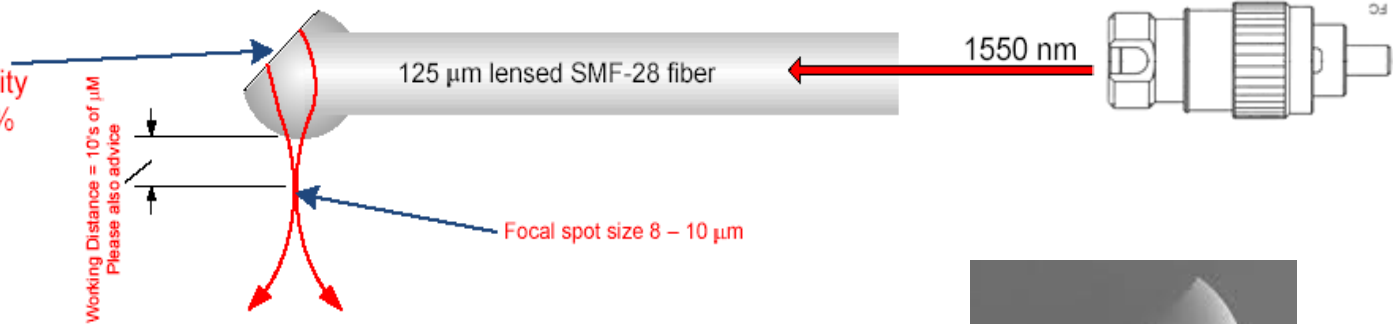 FC
1550 nm
125 μm lensed SMF-28 fiber
ity
%
Working Distance = 10's of μM
Please also advice
Focal spot size 8 – 10 μm